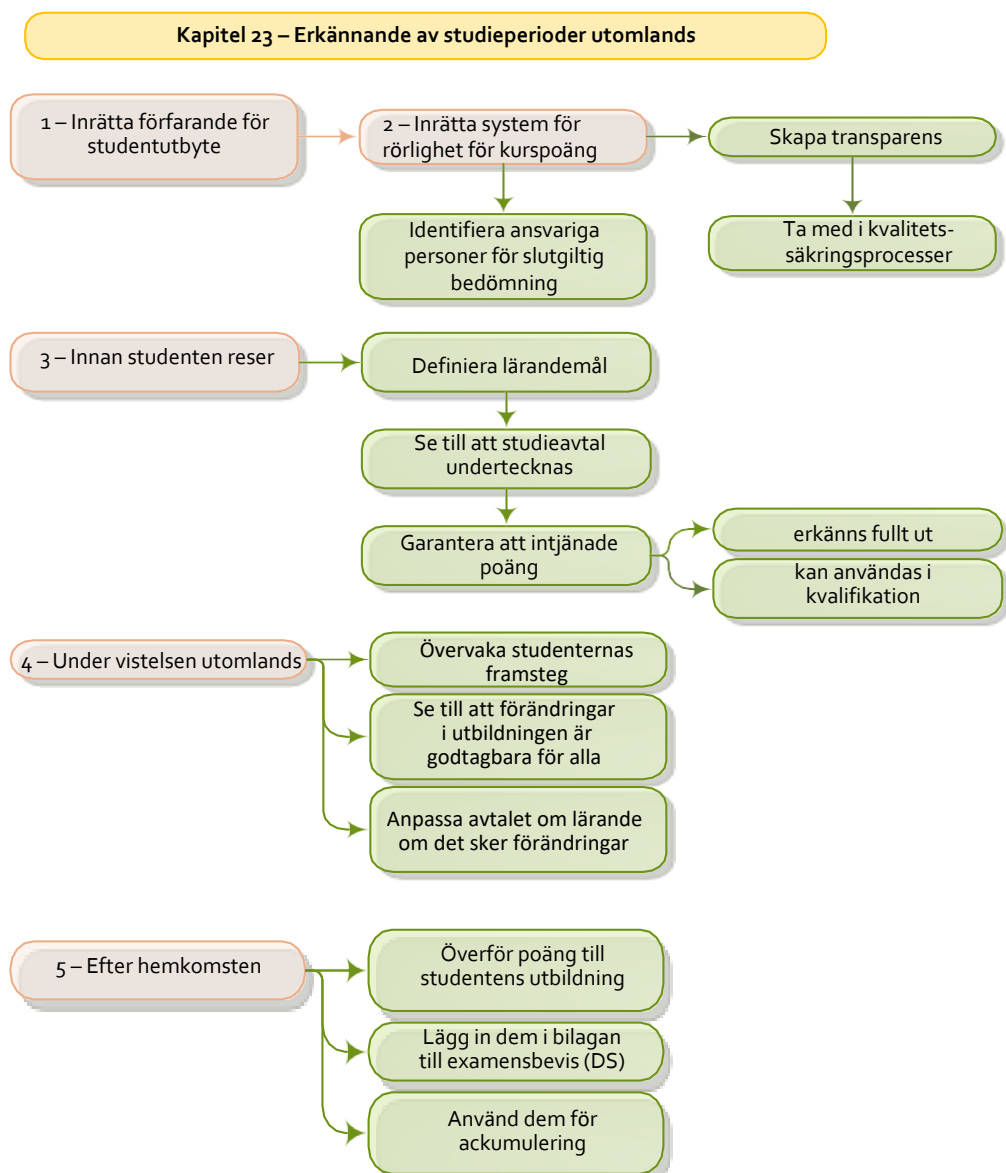 Kapitel 23 – Erkännande av studieperioder utomlands
1 – Inrätta förfarande för
studentutbyte
2 – Inrätta system för
rörlighet för kurspoäng
Skapa transparens
Identifiera ansvariga
personer för slutgiltig
bedömning
Ta med i kvalitets-
säkringsprocesser
3 – Innan studenten reser
Definiera lärandemål
Se till att studieavtal
undertecknas
Garantera att intjänade
poäng
erkänns fullt ut
kan användas i
kvalifikation
4 – Under vistelsen utomlands
Övervaka studenternas
framsteg
Se till att förändringar
i utbildningen är
godtagbara för alla
Anpassa avtalet om lärande
om det sker förändringar
5 – Efter hemkomsten
Överför poäng till
studentens utbildning
Lägg in dem i bilagan
till examensbevis (DS)
Använd dem för
ackumulering